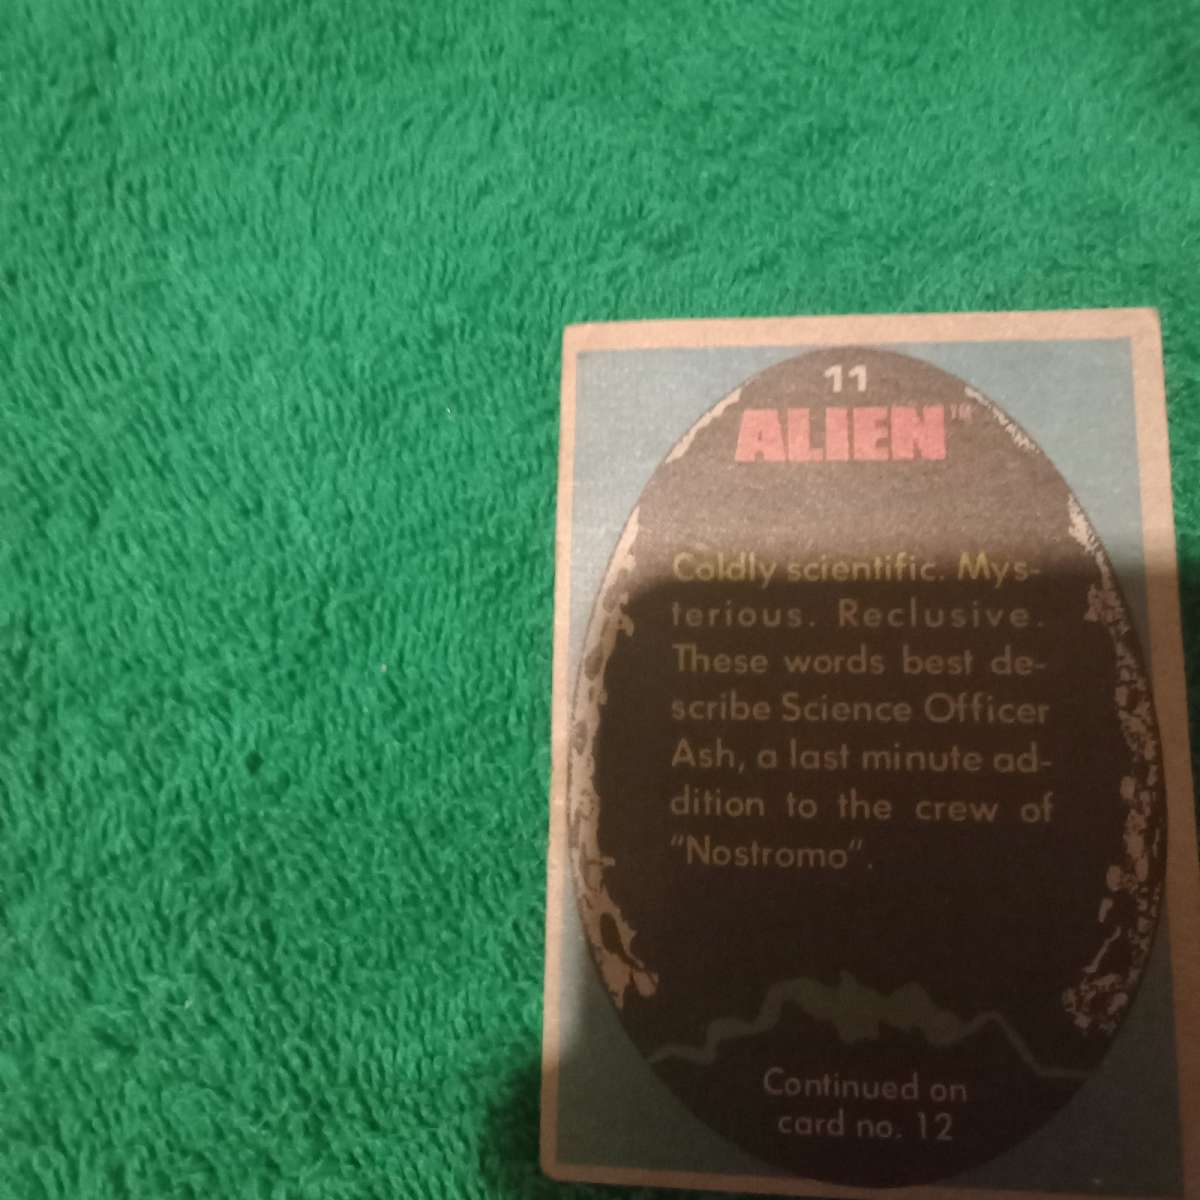 11
ALIEN™
Coldly scientific. Mys-
terious. Reclusive.
These words best de-
scribe Science Officer
Ash, a last minute ad-
dition to the crew of
"Nostromo".
Continued on
card no. 12